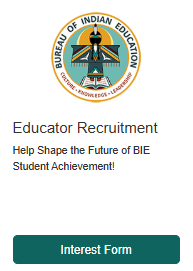 BUREAU OF INDIAN EDUCATION
CULTURE • KNOWLEDGE • LEADERSHIP
Educator Recruitment
Help Shape the Future of BIE
Student Achievement!
Interest Form